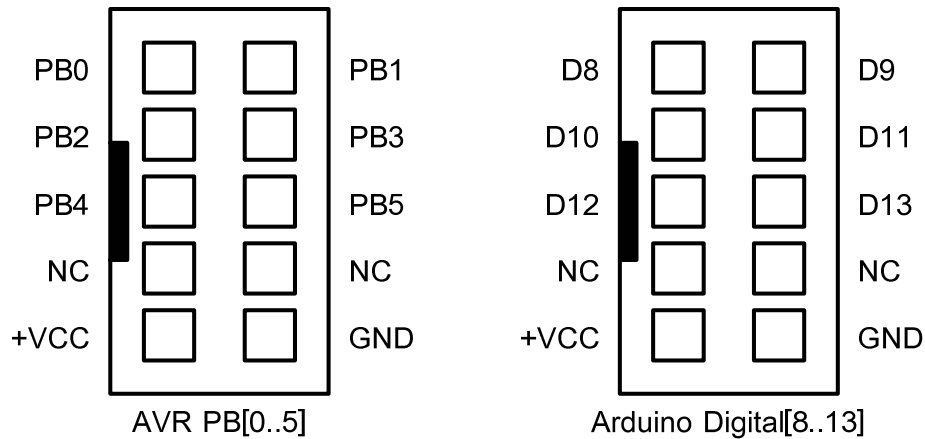 PB0 PB1 D8 D9
PB2 PB3 D10 D11
PB4 PB5 D12 D13
NC NC NC NC
+VCC GND +VCC GND
AVR PB[0..5] Arduino Digital[8..13]